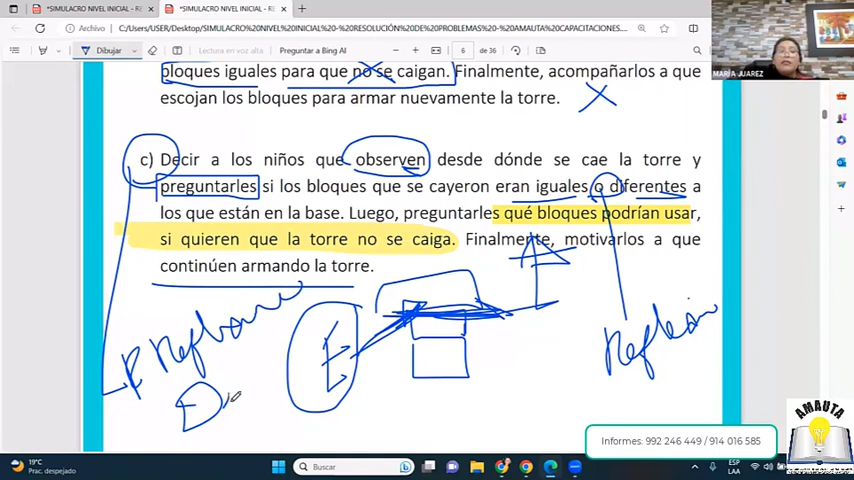 *SIMULACRO NIVEL INICIAL - RE
*SIMULACRO NIVEL INICIAL - RE
Archivo
C:/Users/USER/Desktop/SIMULACRO%20NIVEL%20INICIAL%20-%20RESOLUCIÓN%20DE%20PROBLEMAS%20-%20AMAUTA%20CAPACITACIONES....
Dibujar
Lectura en voz alta
Preguntar a Bing AI
6
de 36
MARÍA JUAREZ
bloques iguales para que no se caigan. Finalmente, acompañarlos a que
escojan los bloques para armar nuevamente la torre.
c) Decir a los niños que observen desde dónde se cae la torre y
preguntarles si los bloques que se cayeron eran iguales o diferentes a
los que están en la base. Luego, preguntarles qué bloques podrían usar,
si quieren que la torre no se caiga. Finalmente, motivarlos a que
continúen armando la torre.
Reflexión
Informes: 992 246 449 / 914 016 585
AMAUTA
19°C
Prac. despejado
Buscar
ESP
LAA